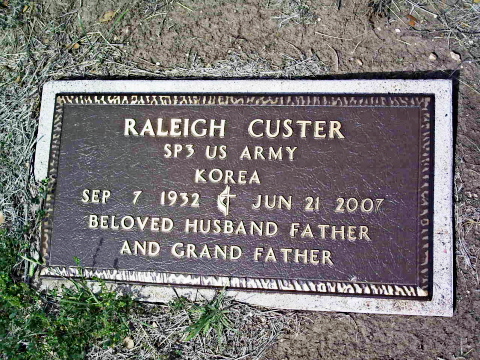 RALEIGH CUSTER
SP3 US ARMY
KOREA
SEP 7 1932 JUN 21 2007
BELOVED HUSBAND FATHER
AND GRAND FATHER